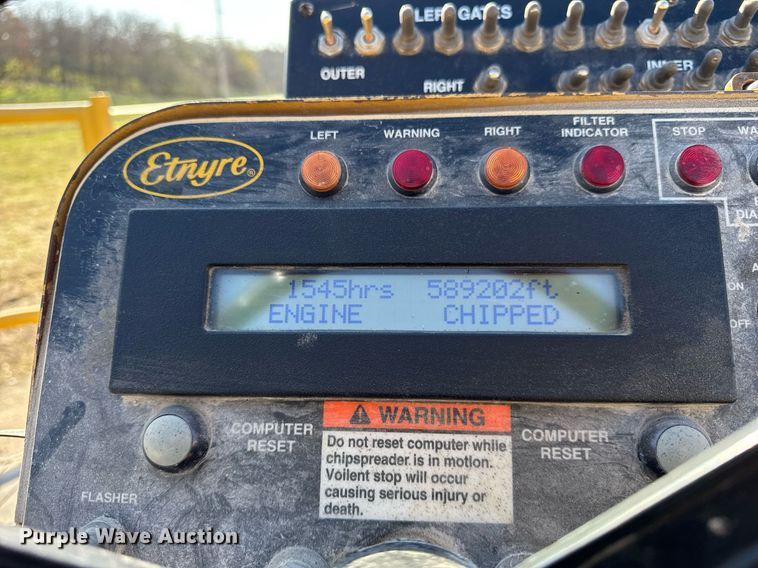 LEFT GATES
OUTER
INNER
RIGHT
Etnyre®
LEFT
WARNING
RIGHT
FILTER
INDICATOR
STOP
1545hrs 589202ft
ENGINE CHIPPED
ON
OFF
WARNING
COMPUTER
RESET
Do not reset computer while
chipspreader is in motion.
Voilent stop will occur
causing serious injury or
death.
COMPUTER
RESET
FLASHER
Purple Wave Auction